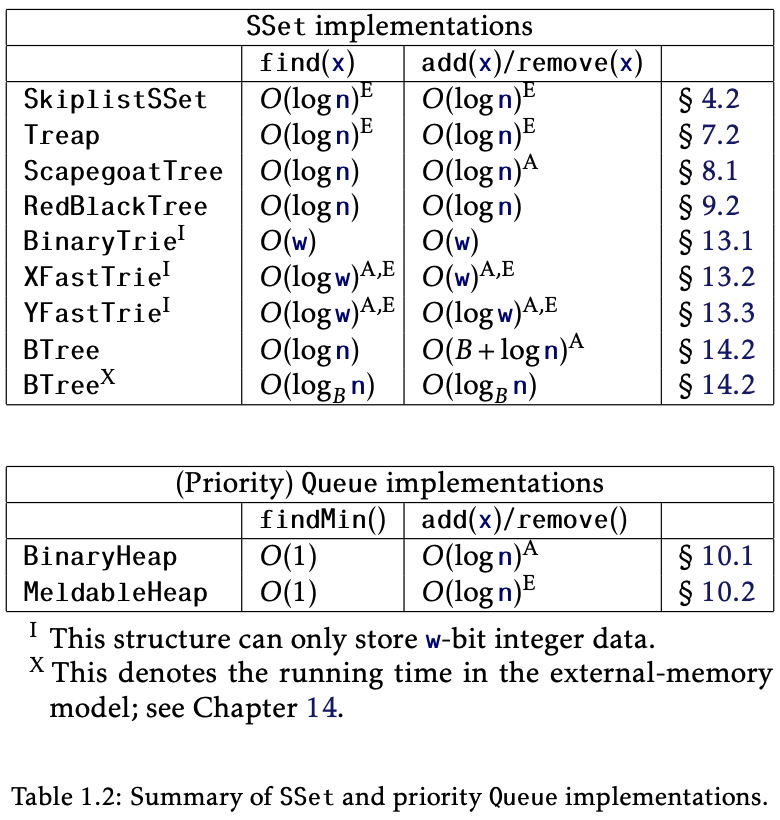 SSet implementations
find(x) add(x)/remove(x)
SkiplistSSet O(log n)^E O(log n)^E § 4.2
Treap O(log n)^E O(log n)^E § 7.2
ScapegoatTree O(log n) O(log n)^A § 8.1
RedBlackTree O(log n) O(log n) § 9.2
BinaryTrie^I O(w) O(w) § 13.1
XFastTrie^I O(log w)^A,E O(w)^A,E § 13.2
YFastTrie^I O(log w)^A,E O(log w)^A,E § 13.3
BTree O(log n) O(B + log n)^A § 14.2
BTree^X O(log_B n) O(log_B n) § 14.2
(Priority) Queue implementations
findMin() add(x)/remove()
BinaryHeap O(1) O(log n)^A § 10.1
MeldableHeap O(1) O(log n)^E § 10.2
^I This structure can only store w-bit integer data.
^X This denotes the running time in the external-memory
model; see Chapter 14.
Table 1.2: Summary of SSet and priority Queue implementations.